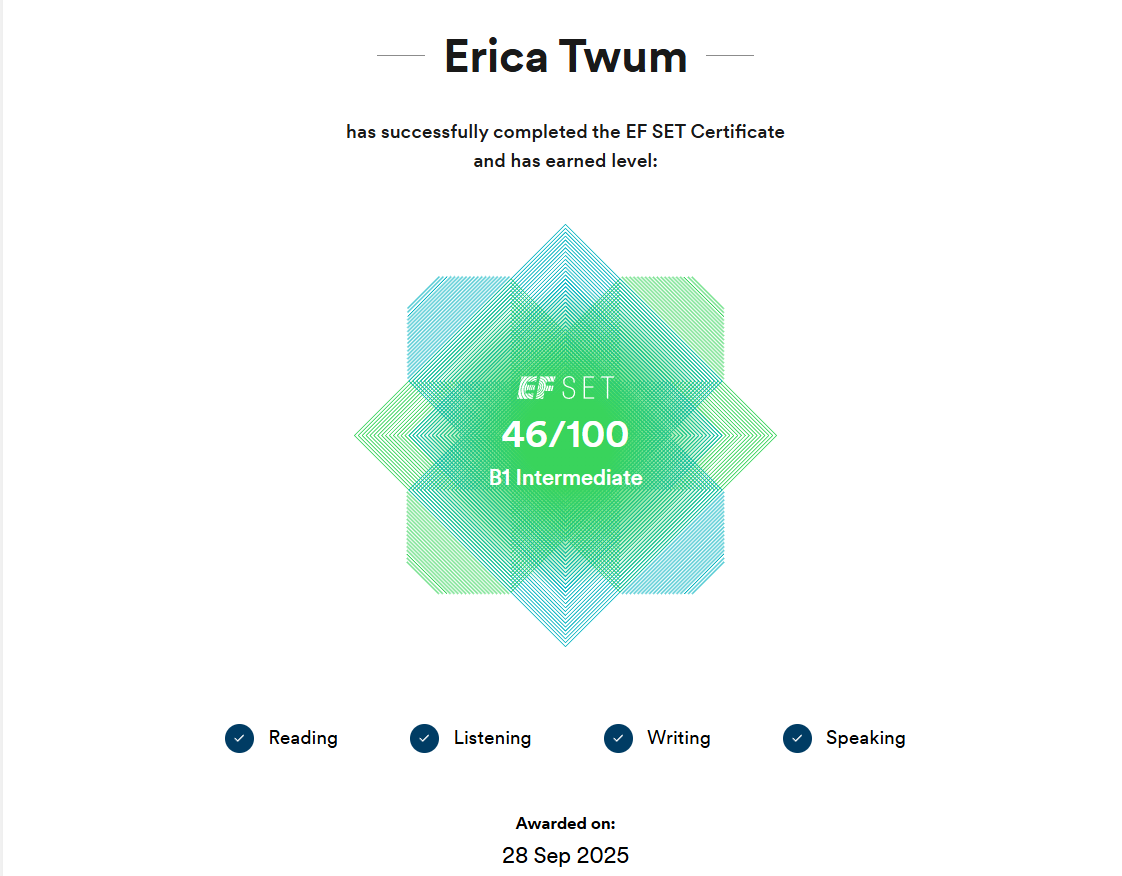 Erica Twum
has successfully completed the EF SET Certificate
and has earned level:
EF SET
46/100
B1 Intermediate
Reading Listening Writing Speaking
Awarded on:
28 Sep 2025